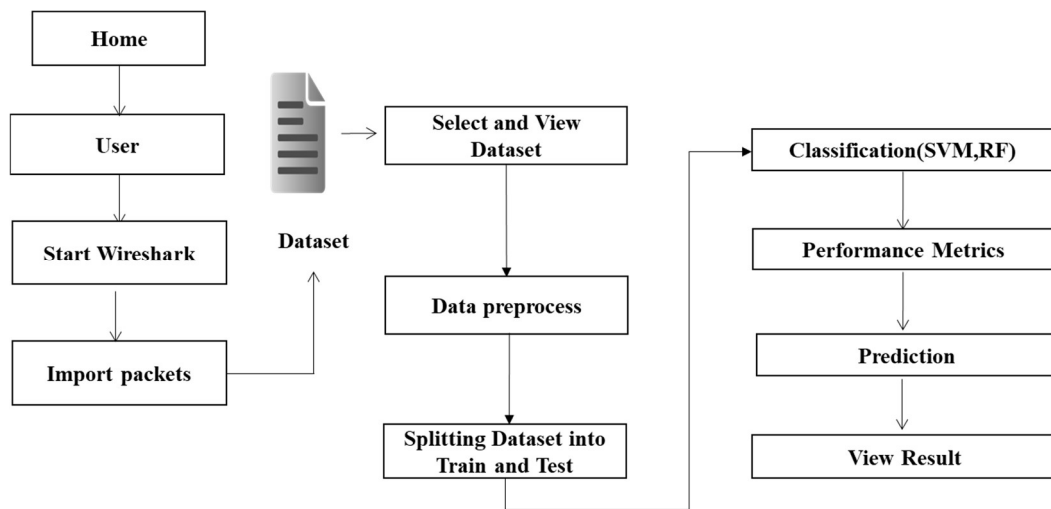 Home
User
Start Wireshark
Import packets
Dataset
Select and View
Dataset
Data preprocess
Splitting Dataset into
Train and Test
Classification(SVM,RF)
Performance Metrics
Prediction
View Result